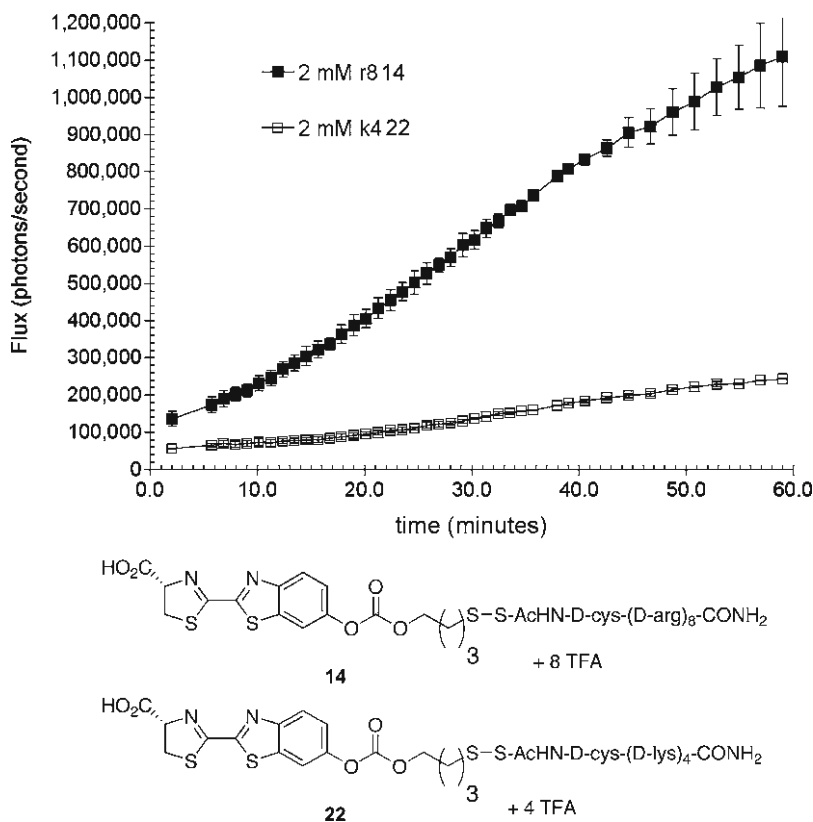 1,200,000
1,100,000
1,000,000
900,000
800,000
700,000
600,000
500,000
400,000
300,000
200,000
100,000
0
Flux (photons/second)
2 mM r8 14
2 mM k4 22
0.0 10.0 20.0 30.0 40.0 50.0 60.0
time (minutes)
HO₂C N N O
S S O O S–S-AcHN-D-cys-(D-arg)₈-CONH₂
3
14 + 8 TFA
HO₂C N N O
S S O O S–S-AcHN-D-cys-(D-lys)₄-CONH₂
3
22 + 4 TFA